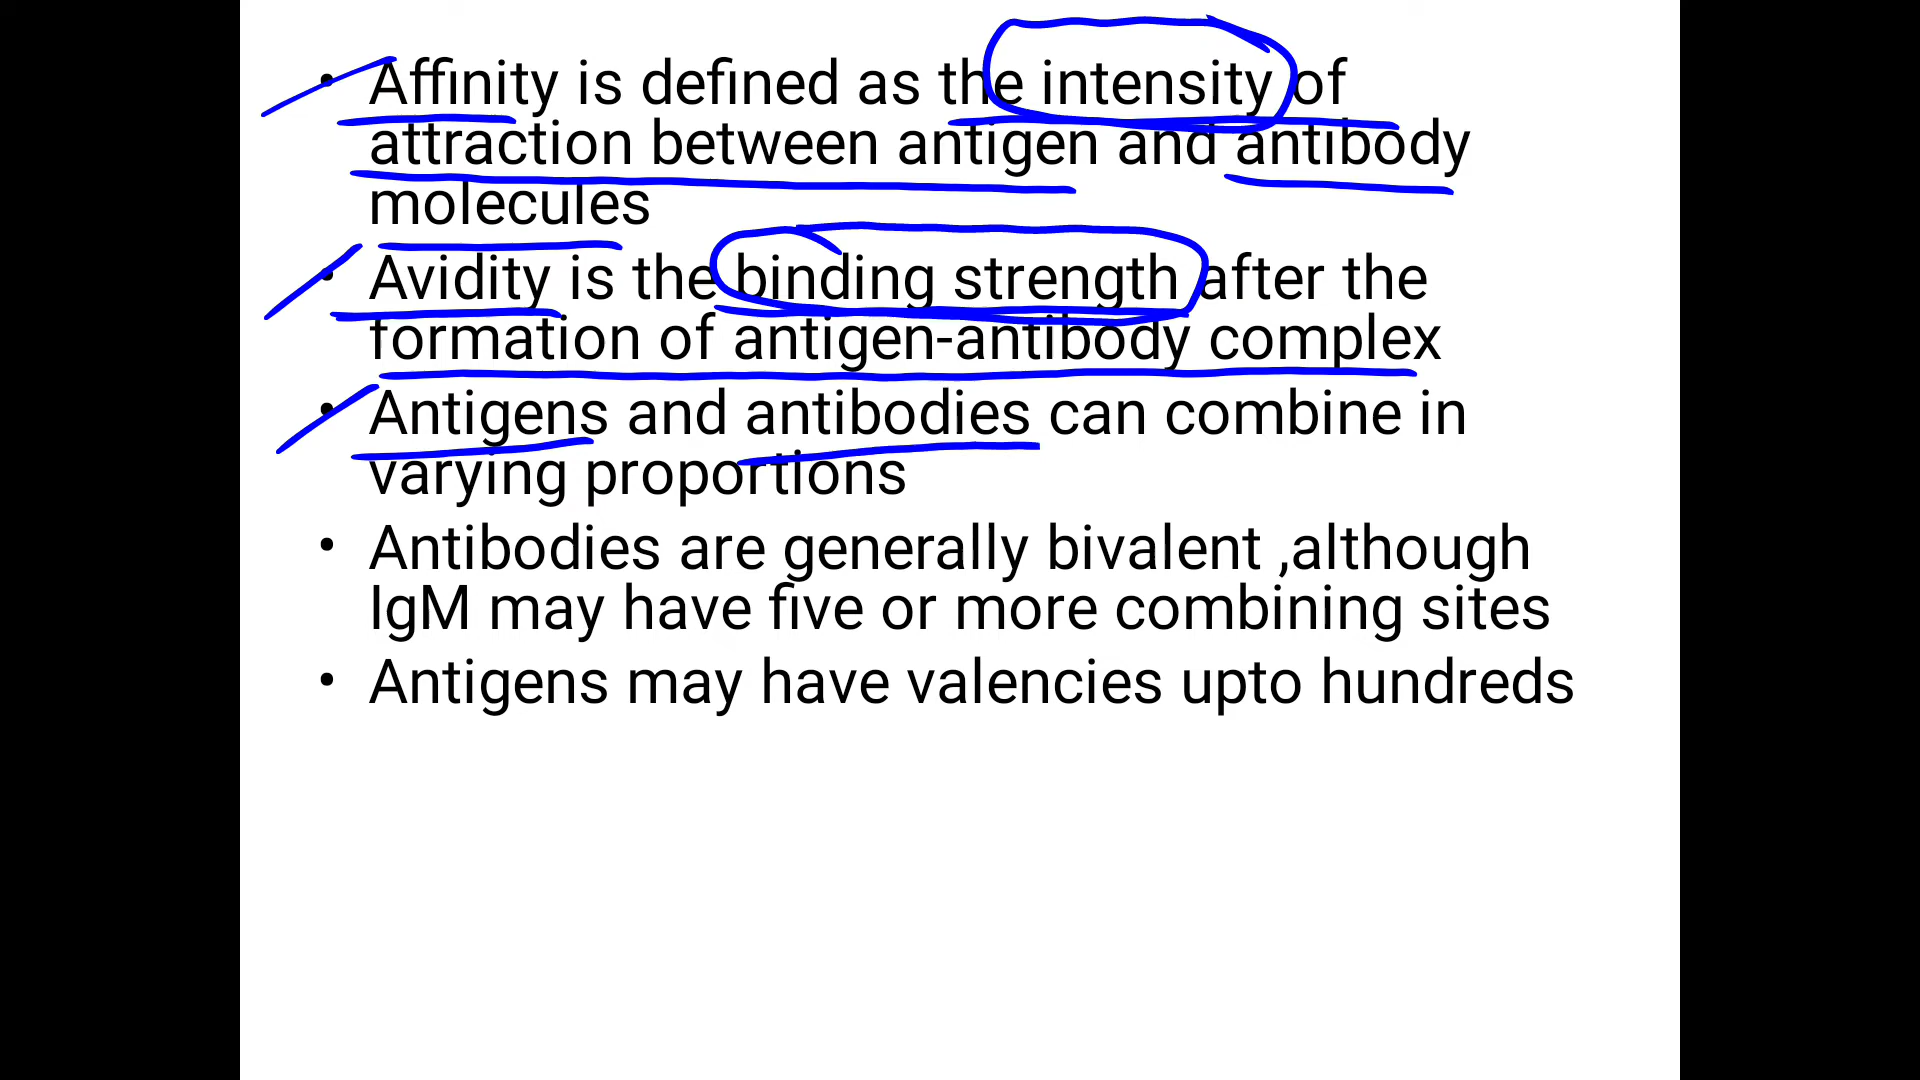 • Affinity is defined as the intensity of
attraction between antigen and antibody
molecules
• Avidity is the binding strength after the
formation of antigen-antibody complex
• Antigens and antibodies can combine in
varying proportions
• Antibodies are generally bivalent ,although
IgM may have five or more combining sites
• Antigens may have valencies upto hundreds